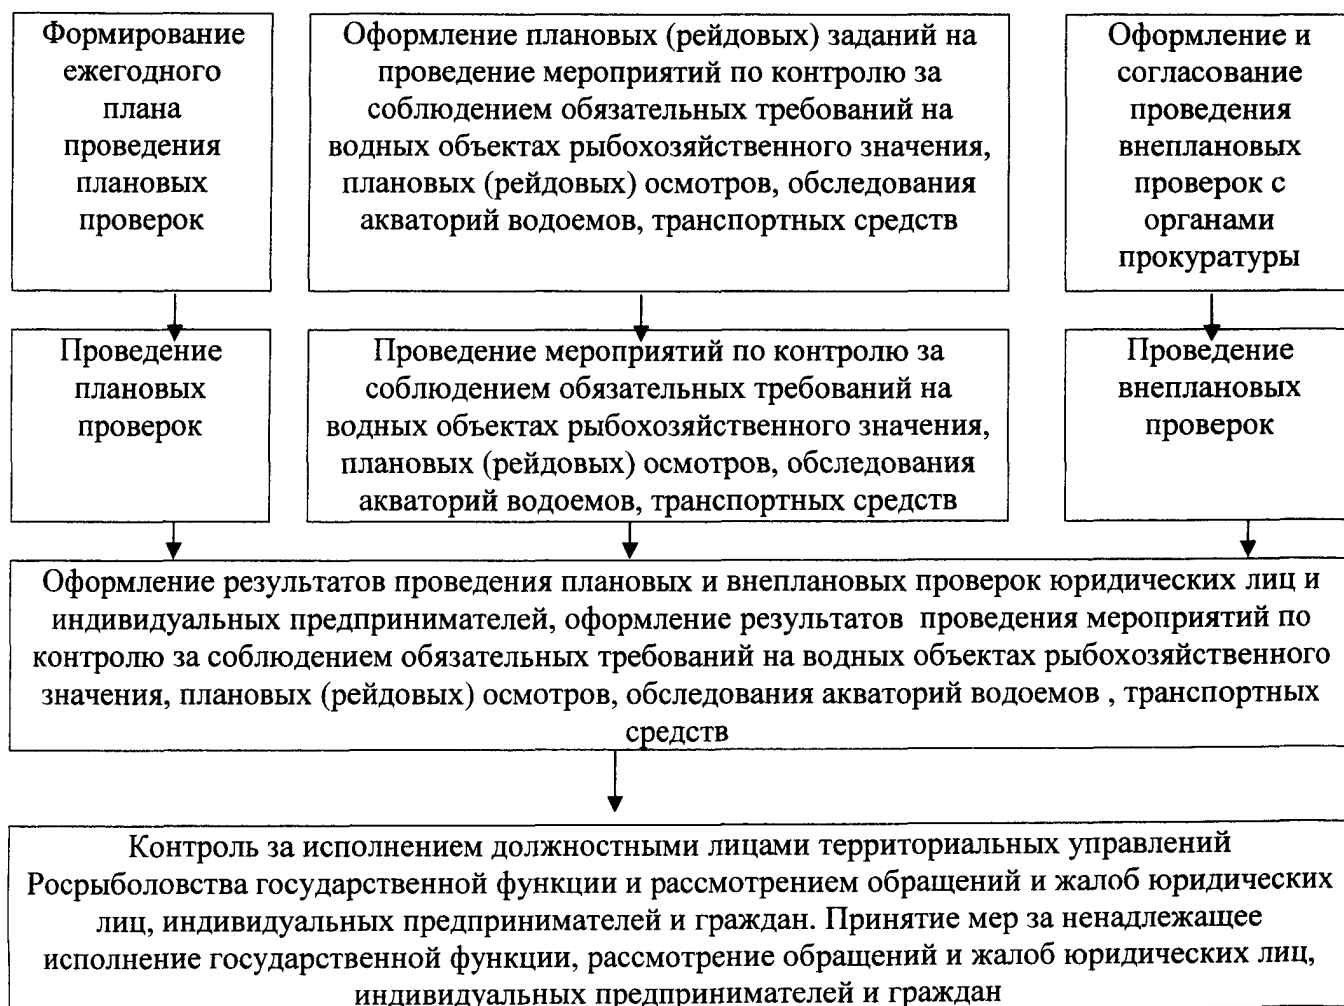 Формирование
ежегодного
плана
проведения
плановых
проверок
Оформление плановых (рейдовых) заданий на
проведение мероприятий по контролю за
соблюдением обязательных требований на
водных объектах рыбохозяйственного значения,
плановых (рейдовых) осмотров, обследования
акваторий водоемов, транспортных средств
Оформление и
согласование
проведения
внеплановых
проверок с
органами
прокуратуры
Проведение
плановых
проверок
Проведение мероприятий по контролю за
соблюдением обязательных требований на
водных объектах рыбохозяйственного значения,
плановых (рейдовых) осмотров, обследования
акваторий водоемов, транспортных средств
Проведение
внеплановых
проверок
Оформление результатов проведения плановых и внеплановых проверок юридических лиц и
индивидуальных предпринимателей, оформление результатов проведения мероприятий по
контролю за соблюдением обязательных требований на водных объектах рыбохозяйственного
значения, плановых (рейдовых) осмотров, обследования акваторий водоемов , транспортных
средств
Контроль за исполнением должностными лицами территориальных управлений
Росрыболовства государственной функции и рассмотрением обращений и жалоб юридических
лиц, индивидуальных предпринимателей и граждан. Принятие мер за ненадлежащее
исполнение государственной функции, рассмотрение обращений и жалоб юридических лиц,
индивидуальных предпринимателей и граждан